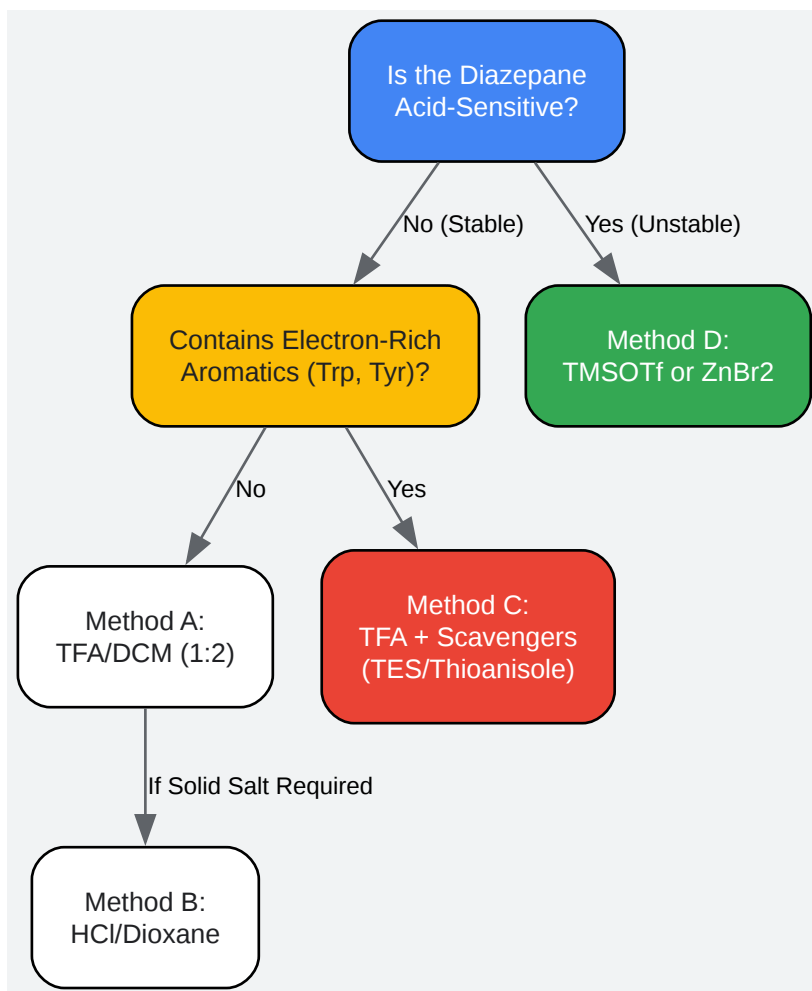 Is the Diazepane
Acid-Sensitive?
No (Stable)
Yes (Unstable)
Contains Electron-Rich
Aromatics (Trp, Tyr)?
Method D:
TMSOTf or ZnBr2
No
Yes
Method A:
TFA/DCM (1:2)
Method C:
TFA + Scavengers
(TES/Thioanisole)
If Solid Salt Required
Method B:
HCl/Dioxane